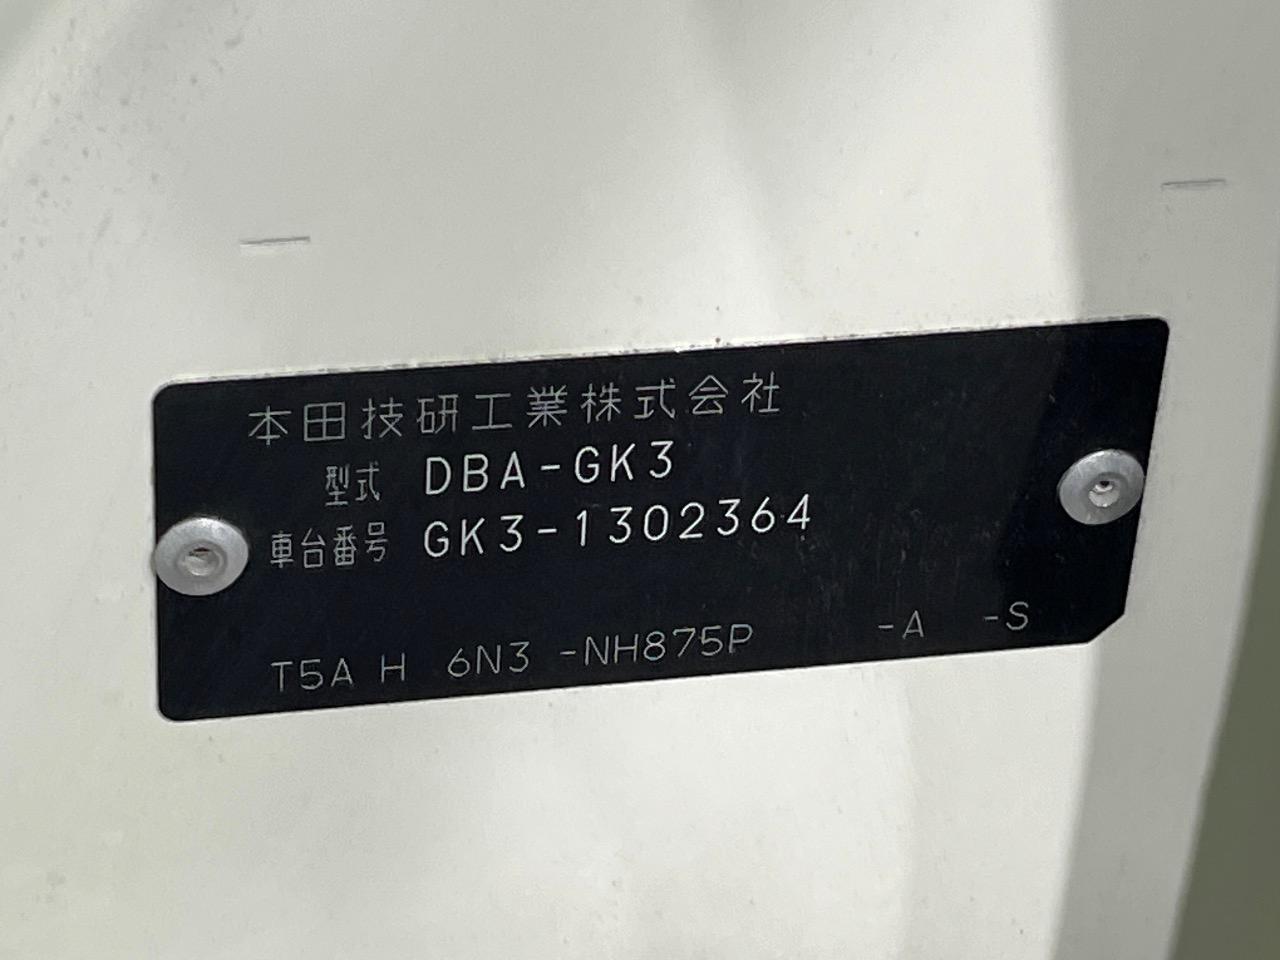 本田技研工業株式会社
型式 DBA-GK3
車台番号 GK3-1302364
T5A H 6N3 -NH875P -A -S